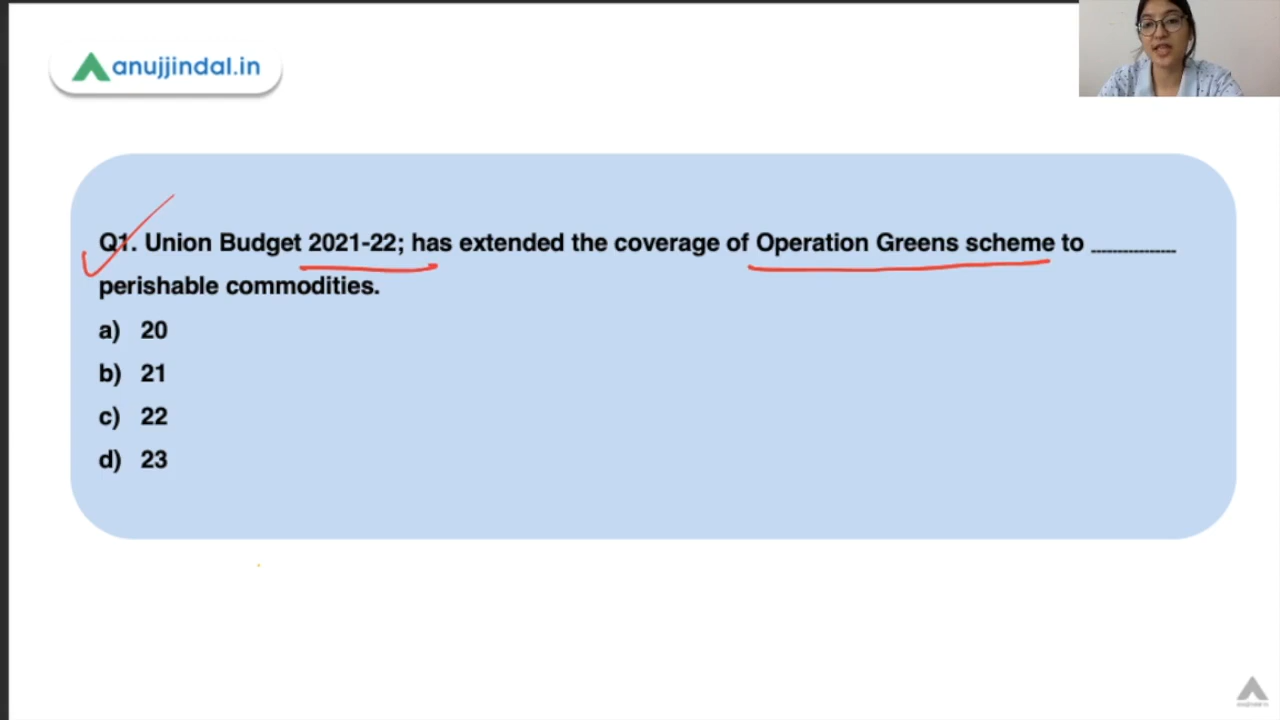 anujjindal.in
Q1. Union Budget 2021-22; has extended the coverage of Operation Greens scheme to ...............
perishable commodities.
a) 20
b) 21
c) 22
d) 23